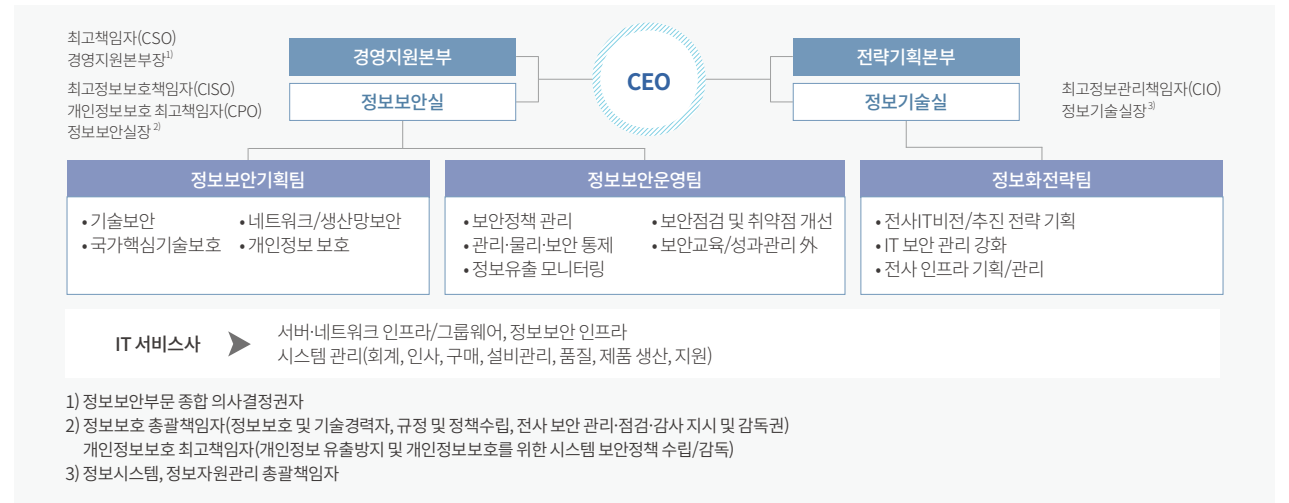 최고책임자(CSO)
경영지원본부장1)
최고정보보호책임자(CISO)
개인정보보호 최고책임자(CPO)
정보보안실장 2)
경영지원본부
정보보안실
CEO
전략기획본부
정보기술실
최고정보관리책임자(CIO)
정보기술실장 3)
정보보안기획팀
• 기술보안
• 네트워크/생산망보안
• 국가핵심기술보호
• 개인정보 보호
정보보안운영팀
• 보안정책 관리
• 보안점검 및 취약점 개선
• 관리·물리·보안 통제
• 보안교육/성과관리 外
• 정보유출 모니터링
정보화전략팀
• 전사IT비전/추진 전략 기획
• IT 보안 관리 강화
• 전사 인프라 기획/관리
IT 서비스사
서버·네트워크 인프라/그룹웨어, 정보보안 인프라
시스템 관리(회계, 인사, 구매, 설비관리, 품질, 제품 생산, 지원)
1) 정보보안부문 종합 의사결정권자
2) 정보보호 총괄책임자(정보보호 및 기술경력자, 규정 및 정책수립, 전사 보안 관리·점검·감사 지시 및 감독권)
개인정보보호 최고책임자(개인정보 유출방지 및 개인정보보호를 위한 시스템 보안정책 수립/감독)
3) 정보시스템, 정보자원관리 총괄책임자